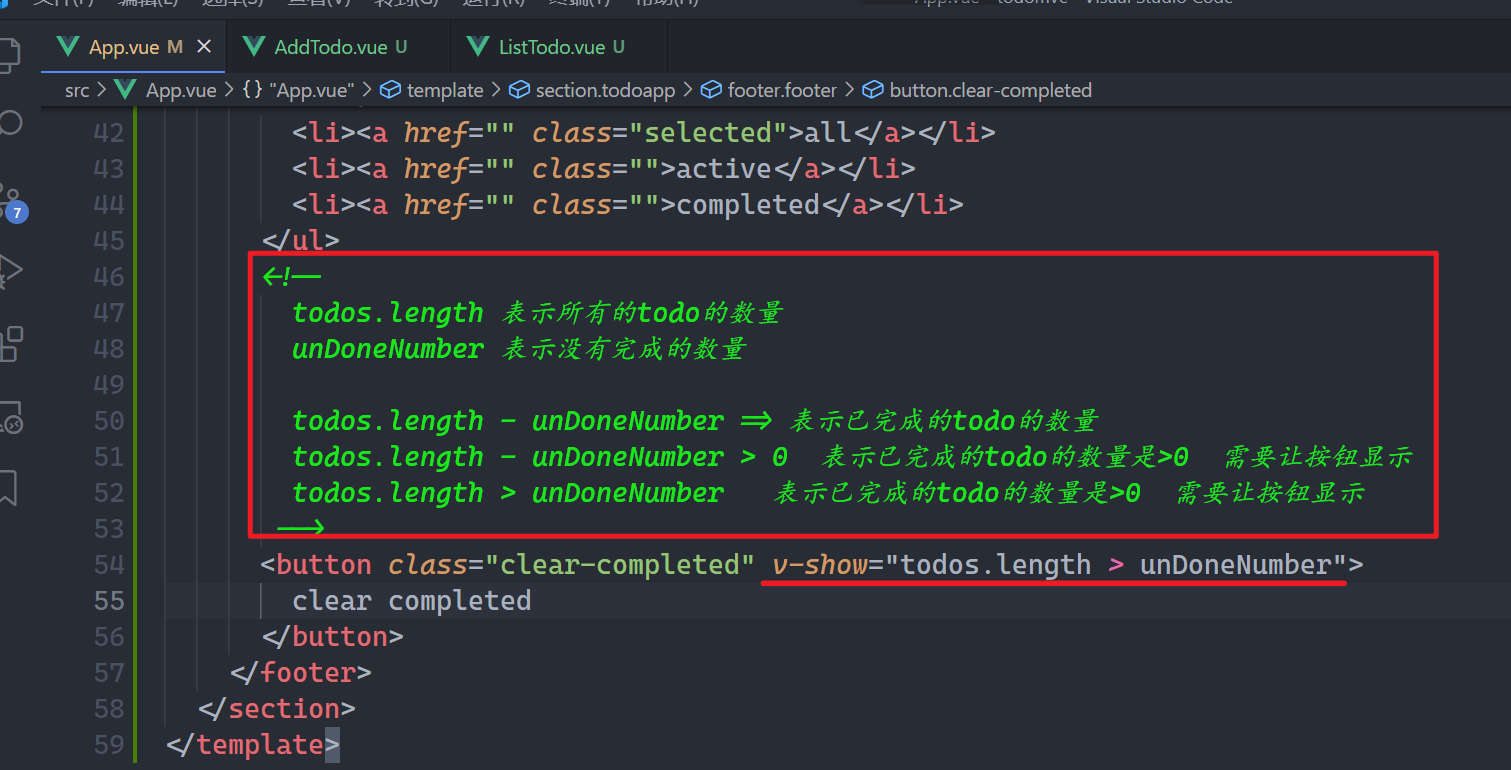 App.vue M
AddTodo.vue U
ListTodo.vue U
src > App.vue > {} "App.vue" > template > section.todoapp > footer.footer > button.clear-completed
42 <li><a href="" class="selected">all</a></li>
43 <li><a href="" class="">active</a></li>
44 <li><a href="" class="">completed</a></li>
45 </ul>
46 <!--
47 todos.length 表示所有的todo的数量
48 unDoneNumber 表示没有完成的数量
49
50 todos.length - unDoneNumber => 表示已完成的todo的数量
51 todos.length - unDoneNumber > 0 表示已完成的todo的数量是>0 需要让按钮显示
52 todos.length > unDoneNumber 表示已完成的todo的数量是>0 需要让按钮显示
53 -->
54 <button class="clear-completed" v-show="todos.length > unDoneNumber">
55 clear completed
56 </button>
57 </footer>
58 </section>
59 </template>
7